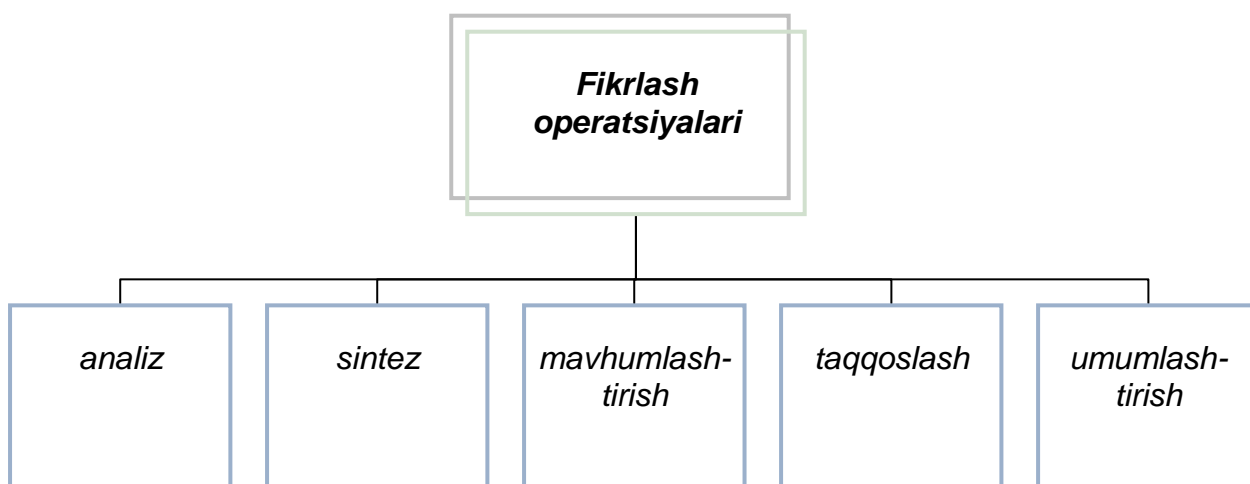 Fikrlash
operatsiyalari
analiz
sintez
mavhumlash-
tirish
taqqoslash
umumlash-
tirish